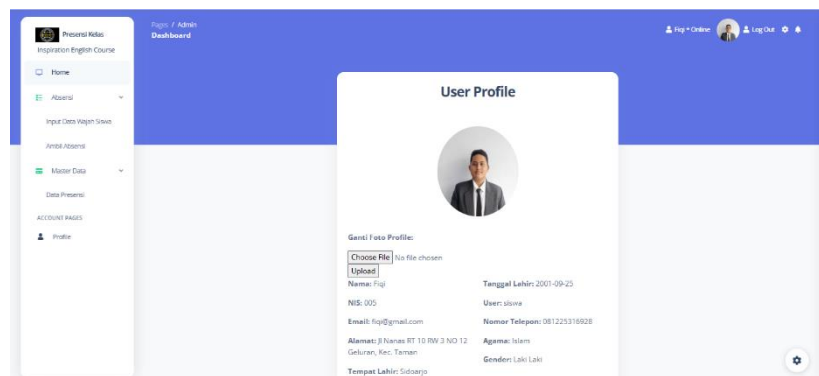 Presensi Kelas
Inspiration English Course
Home
Absensi
Input Data Wajah Siswa
Ambil Absensi
Master Data
Data Presensi
ACCOUNT PAGES
Profile
Pages / Admin
Dashboard
Fiqi • Online
Log Out
User Profile
Ganti Foto Profile:
Choose File No file chosen
Upload
Nama: Fiqi
Tanggal Lahir: 2001-09-25
NIS: 005
User: siswa
Email: fiqi@gmail.com
Nomor Telepon: 081225316928
Alamat: Jl Nanas RT 10 RW 3 NO 12
Geluran, Kec. Taman
Agama: Islam
Gender: Laki Laki
Tempat Lahir: Sidoarjo